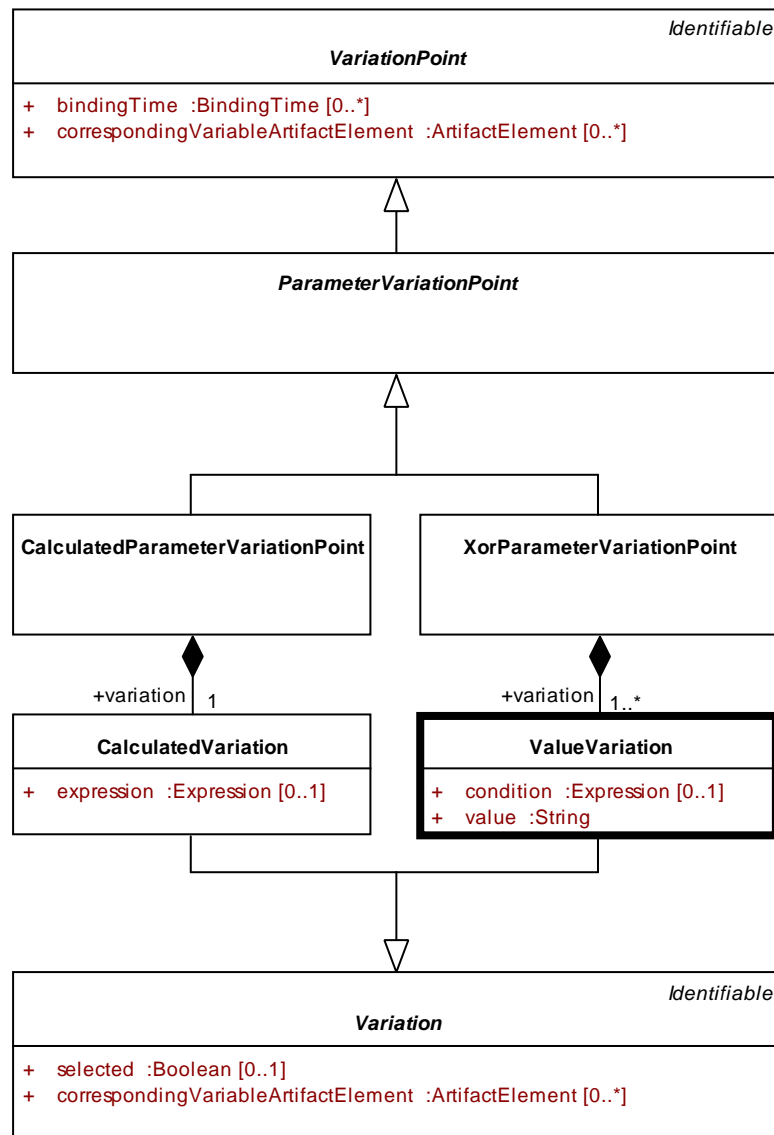 Identifiable
VariationPoint
+ bindingTime :BindingTime [0..*]
+ correspondingVariableArtifactElement :ArtifactElement [0..*]
ParameterVariationPoint
CalculatedParameterVariationPoint
XorParameterVariationPoint
+variation 1
+variation 1..*
CalculatedVariation
+ expression :Expression [0..1]
ValueVariation
+ condition :Expression [0..1]
+ value :String
Identifiable
Variation
+ selected :Boolean [0..1]
+ correspondingVariableArtifactElement :ArtifactElement [0..*]